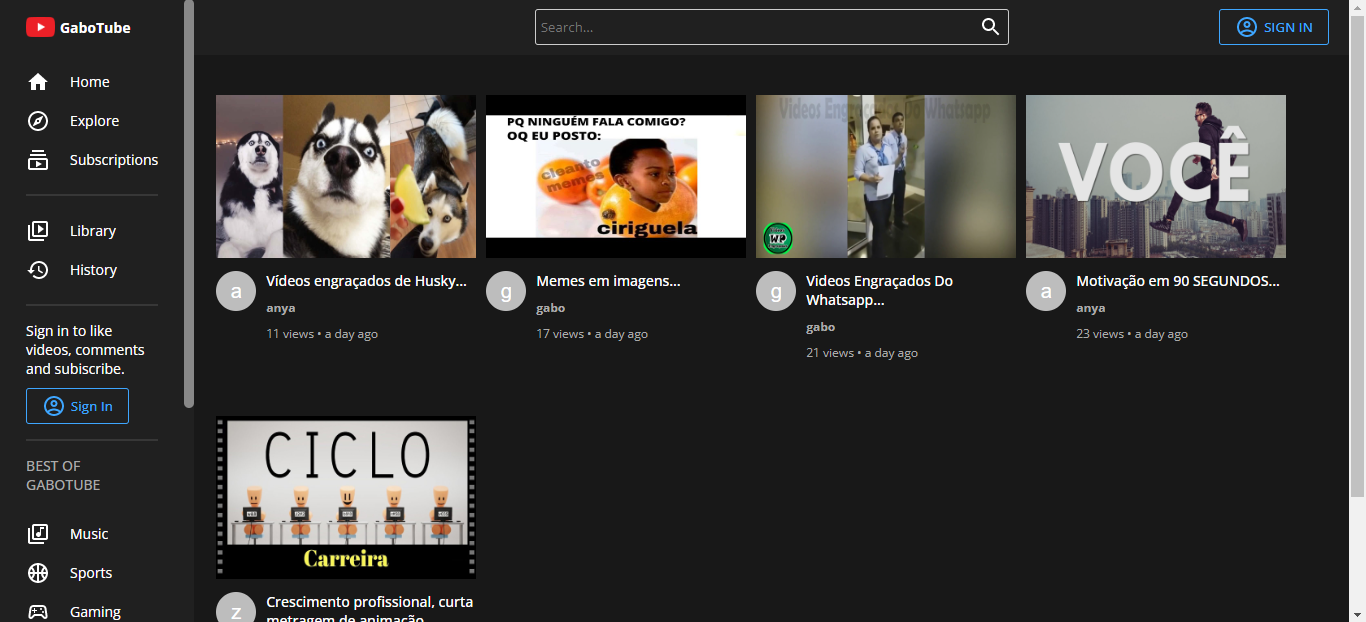 GaboTube
Search...
SIGN IN
Home
Explore
Subscriptions
Library
History
Sign in to like
videos, comments
and subiscribe.
Sign In
BEST OF
GABOTUBE
Music
Sports
Gaming
a
Vídeos engraçados de Husky...
anya
11 views • a day ago
PQ NINGUÉM FALA COMIGO?
OQ EU POSTO:
cleanto
memes
ciriguela
g
Memes em imagens...
gabo
17 views • a day ago
Videos Engraçados Do Whatsapp
WP
g
Videos Engraçados Do
Whatsapp...
gabo
21 views • a day ago
VOCÊ
a
Motivação em 90 SEGUNDOS...
anya
23 views • a day ago
CICLO
Carreira
z
Crescimento profissional, curta
metragem de animação